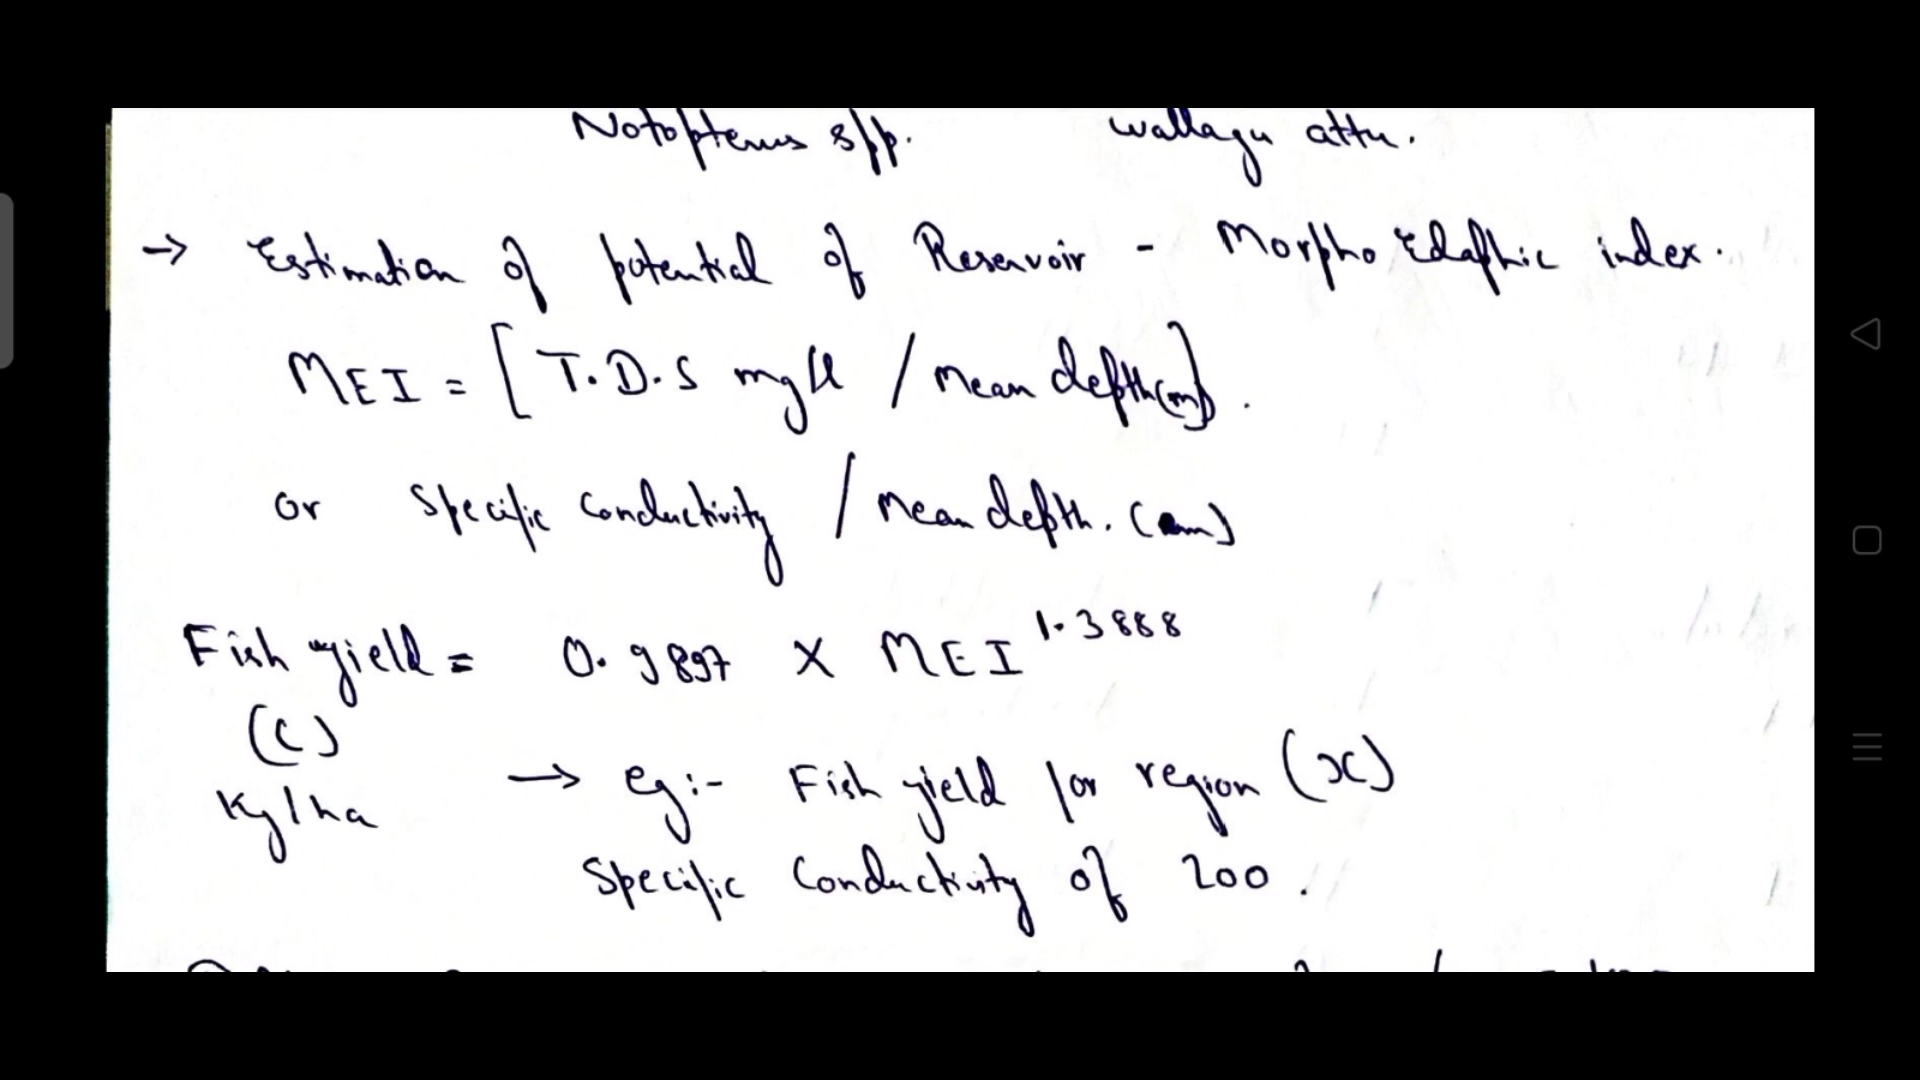 Notopterus spp. wallagu attu.
→ Estimation of potential of Reservoir - Morpho Edaphic index.
MEI = [T.D.S mg/l / mean depth(m)].
or specific conductivity / mean depth. (m)
Fish yield = 0.9897 x MEI^1.3888
(C)
Kg/ha
→ eg:- Fish yield for region (x)
Specific Conductivity of 200.